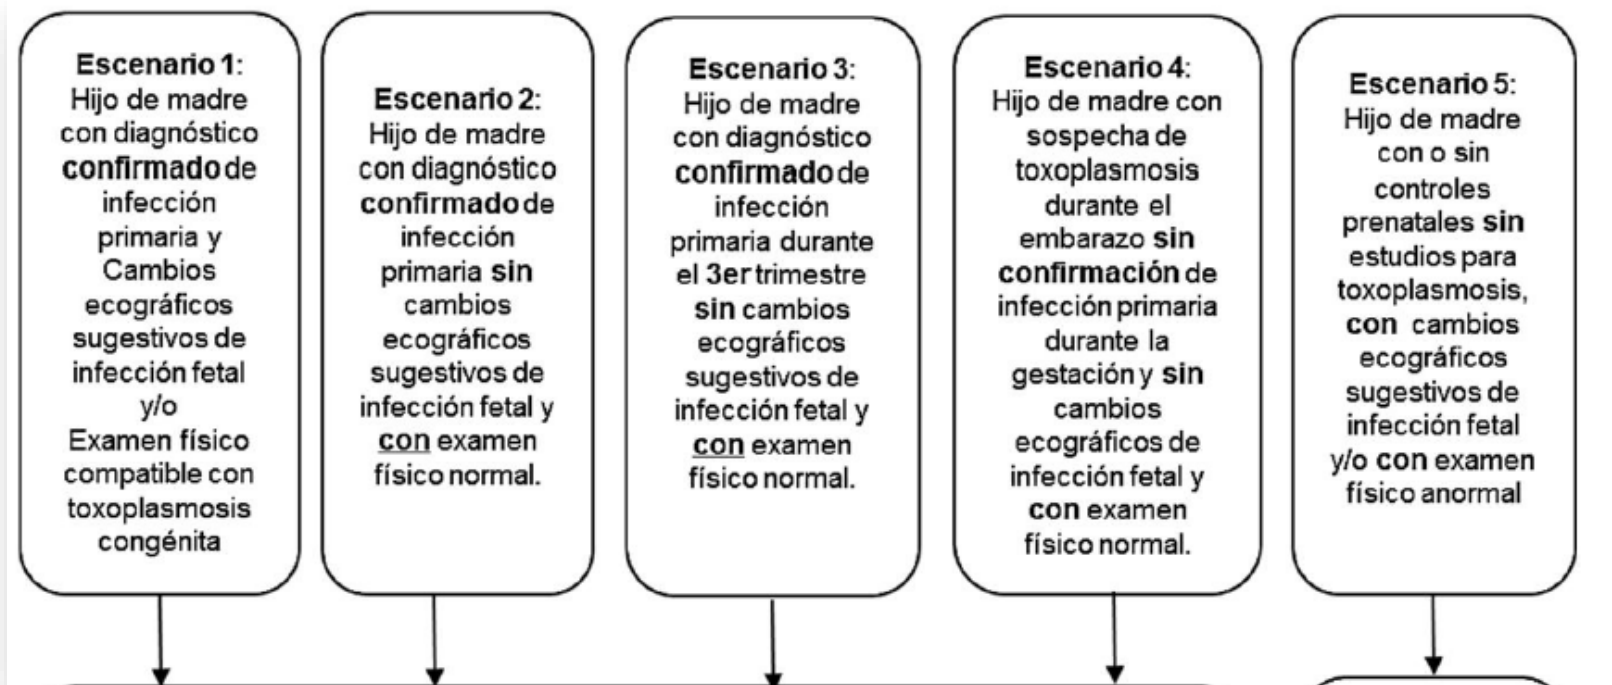 Escenario 1:
Hijo de madre
con diagnóstico
confirmado de
infección
primaria y
Cambios
ecográficos
sugestivos de
infección fetal
y/o
Examen físico
compatible con
toxoplasmosis
congénita
Escenario 2:
Hijo de madre
con diagnóstico
confirmado de
infección
primaria sin
cambios
ecográficos
sugestivos de
infección fetal y
con examen
físico normal.
Escenario 3:
Hijo de madre
con diagnóstico
confirmado de
infección
primaria durante
el 3er trimestre
sin cambios
ecográficos
sugestivos de
infección fetal y
con examen
físico normal.
Escenario 4:
Hijo de madre con
sospecha de
toxoplasmosis
durante el
embarazo sin
confirmación de
infección primaria
durante la
gestación y sin
cambios
ecográficos de
infección fetal y
con examen
físico normal.
Escenario 5:
Hijo de madre
con o sin
controles
prenatales sin
estudios para
toxoplasmosis,
con cambios
ecográficos
sugestivos de
infección fetal
y/o con examen
físico anormal